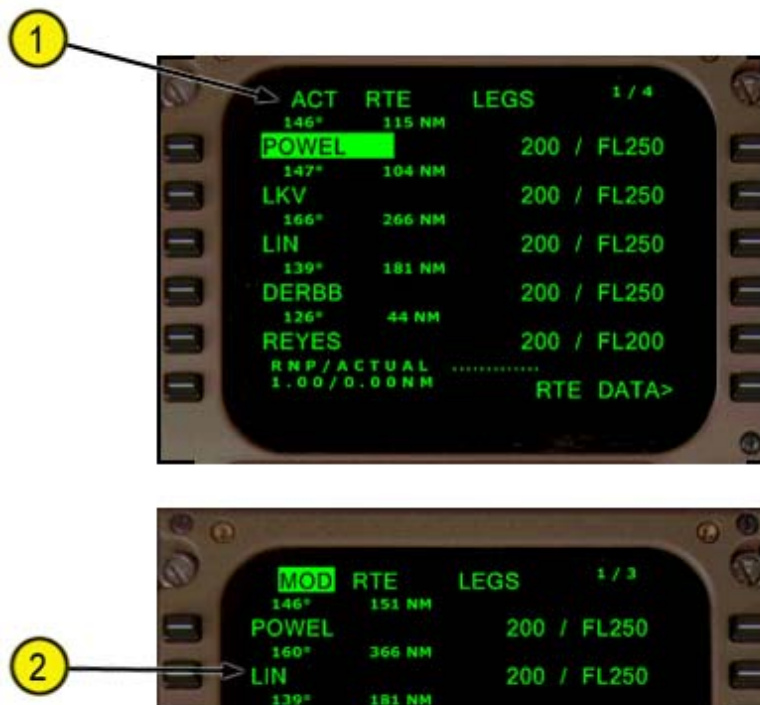 1
ACT RTE LEGS 1/4
146° 115 NM
POWEL 200 / FL250
147° 104 NM
LKV 200 / FL250
166° 266 NM
LIN 200 / FL250
139° 181 NM
DERBB 200 / FL250
126° 44 NM
REYES 200 / FL200
RNP/ACTUAL .............
1.00/0.00NM RTE DATA>
MOD RTE LEGS 1/3
146° 151 NM
POWEL 200 / FL250
160° 366 NM
2
LIN 200 / FL250
139° 181 NM